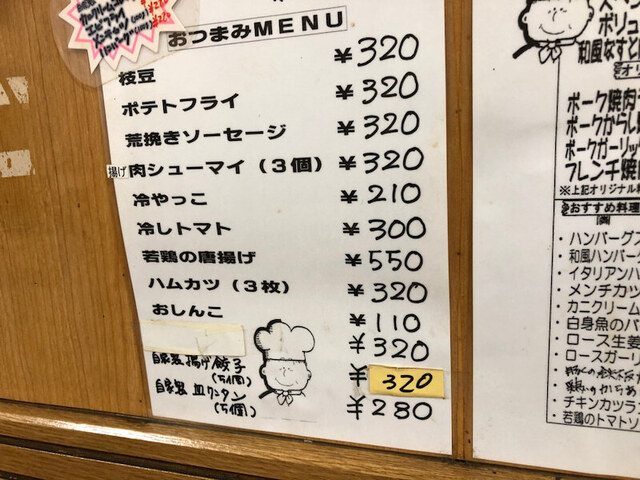 おつまみMENU
枝豆 ¥320
ポテトフライ ¥320
荒挽きソーセージ ¥320
揚げ肉シューマイ（3個） ¥320
冷やっこ ¥210
冷しトマト ¥300
若鶏の唐揚げ ¥550
ハムカツ（3枚） ¥320
おしんこ ¥110
¥320
自家製揚げ餃子 ¥320
(5個)
自家製皿ワンタン ¥280
(5個)
ボリュ
和風なすと
オリ
ポーク焼肉
ポークからし
ポークガーリッ
フレンチ焼肉
※上記オリジナル
おすすめ料理
・ハンバーグ
・和風ハンバーグ
・イタリアンハ
・メンチカツ
・カニクリーム
・白身魚のバ
・ロース生姜
・ロースガー
・チキンカツ
・若鶏のトマトソ